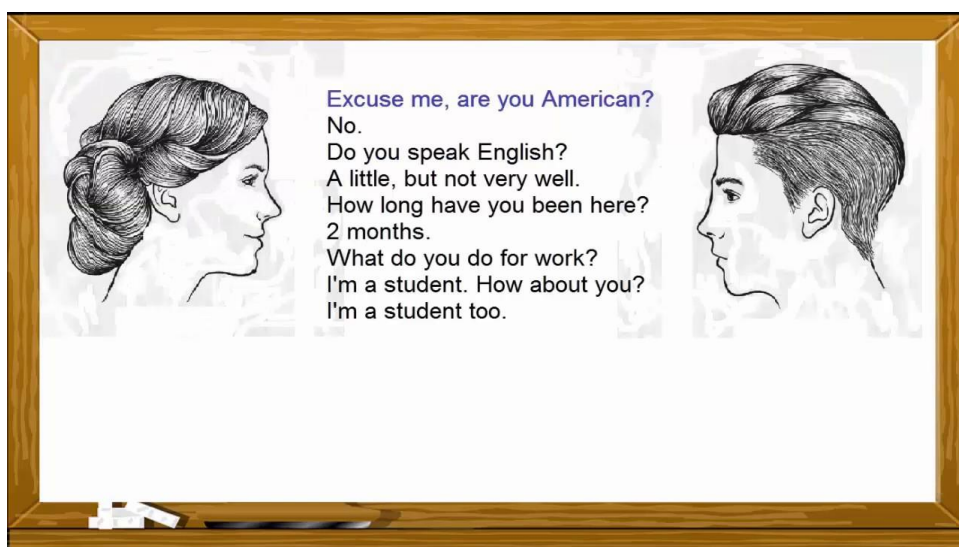 Excuse me, are you American?
No.
Do you speak English?
A little, but not very well.
How long have you been here?
2 months.
What do you do for work?
I'm a student. How about you?
I'm a student too.